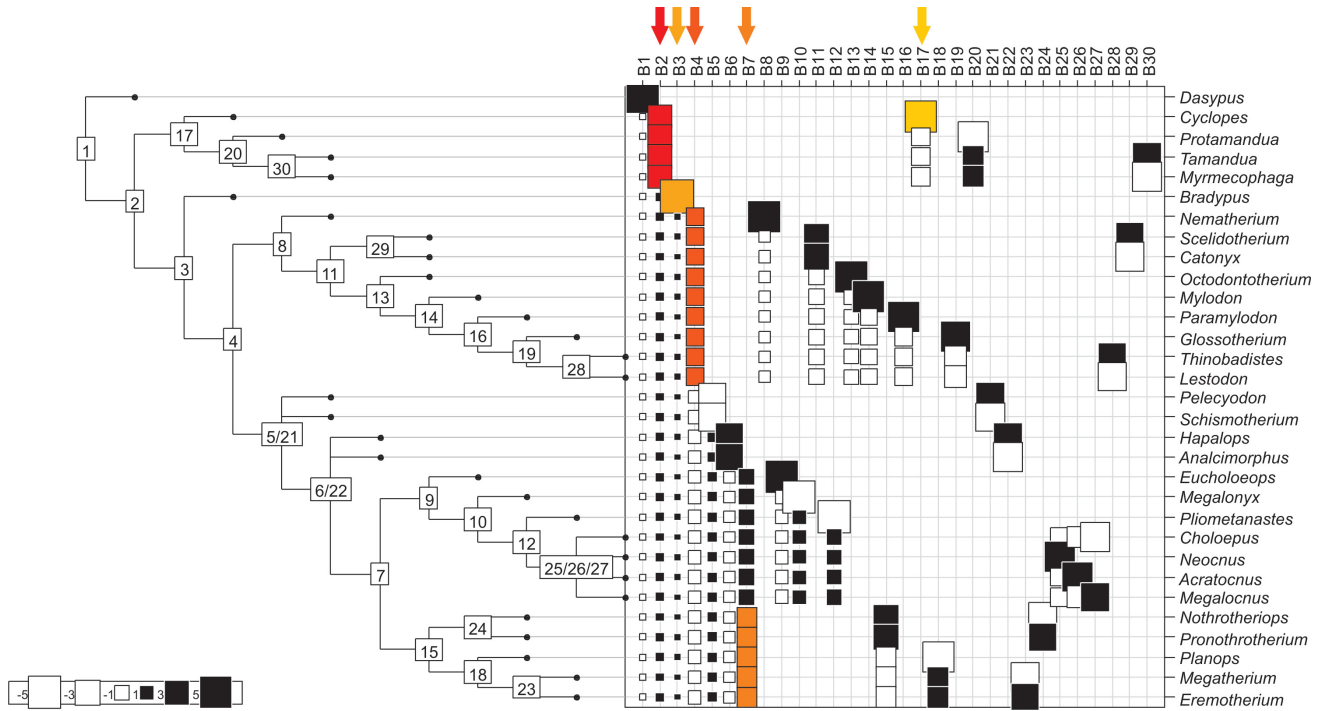 B1 B2 B3 B4 B5 B6 B7 B8 B9 B10 B11 B12 B13 B14 B15 B16 B17 B18 B19 B20 B21 B22 B23 B24 B25 B26 B27 B28 B29 B30
Dasypus
Cyclopes
17
Protamandua
1
20
Tamandua
30
Myrmecophaga
2
Bradypus
Nematherium
8
29
Scelidotherium
Catonyx
3
11
Octodontotherium
13
Mylodon
14
Paramylodon
16
4
Glossotherium
19
Thinobadistes
28
Lestodon
Pelecyodon
Schismotherium
5/21
Hapalops
Analcimorphus
Eucholoeops
6/22
9
Megalonyx
10
Pliometanastes
12
Choloepus
Neocnus
25/26/27
7
Acratocnus
Megalocnus
Nothrotheriops
24
Pronothrotherium
15
Planops
18
Megatherium
23
Eremotherium
-5 -3 -1 1 3 5